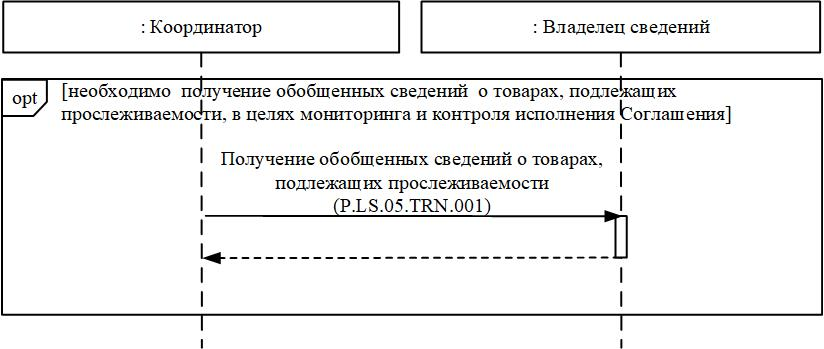 : Координатор
: Владелец сведений
opt
[необходимо получение обобщенных сведений о товарах, подлежащих
прослеживаемости, в целях мониторинга и контроля исполнения Соглашения]
Получение обобщенных сведений о товарах,
подлежащих прослеживаемости
(P.LS.05.TRN.001)